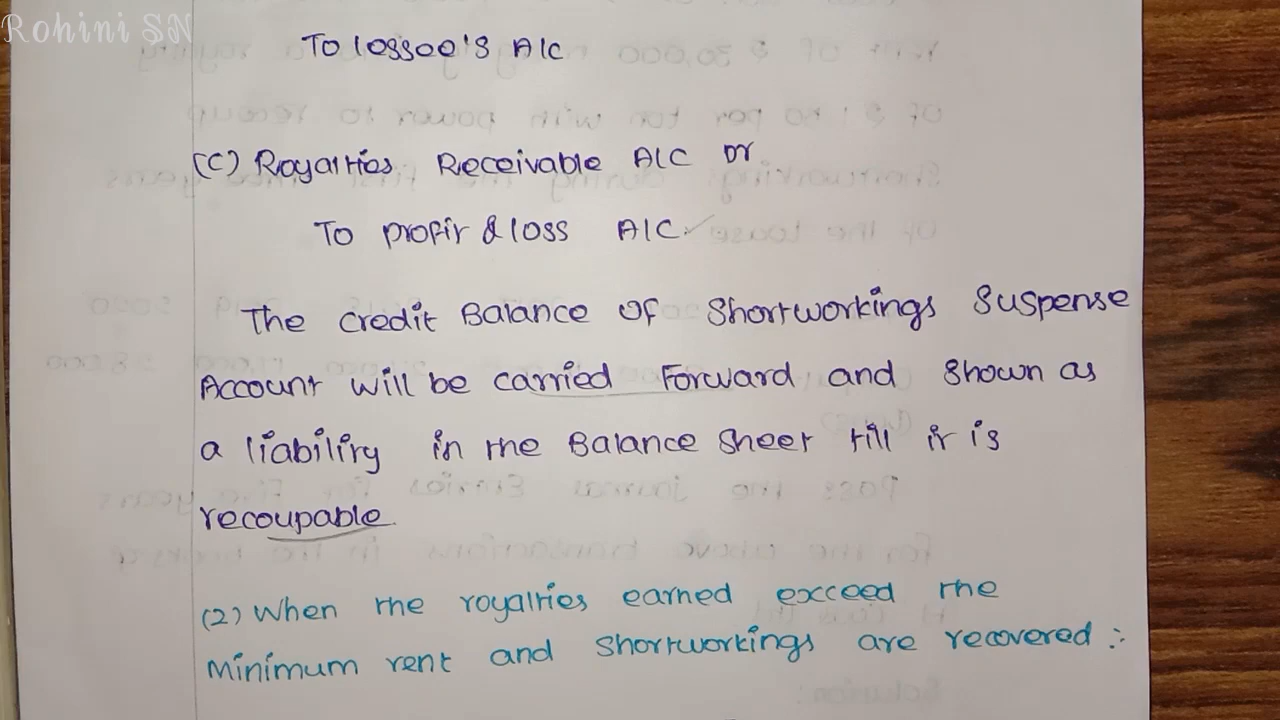 Rohini SN
To lessee's A/C
(C) Royalties Receivable A/C Dr
To profit & loss A/C.
The credit Balance of Shortworkings Suspense
Account will be carried Forward and shown as
a liability in the Balance sheet till it is
recoupable.
(2) When the royalties earned exceed the
Minimum rent and Shortworkings are recovered :